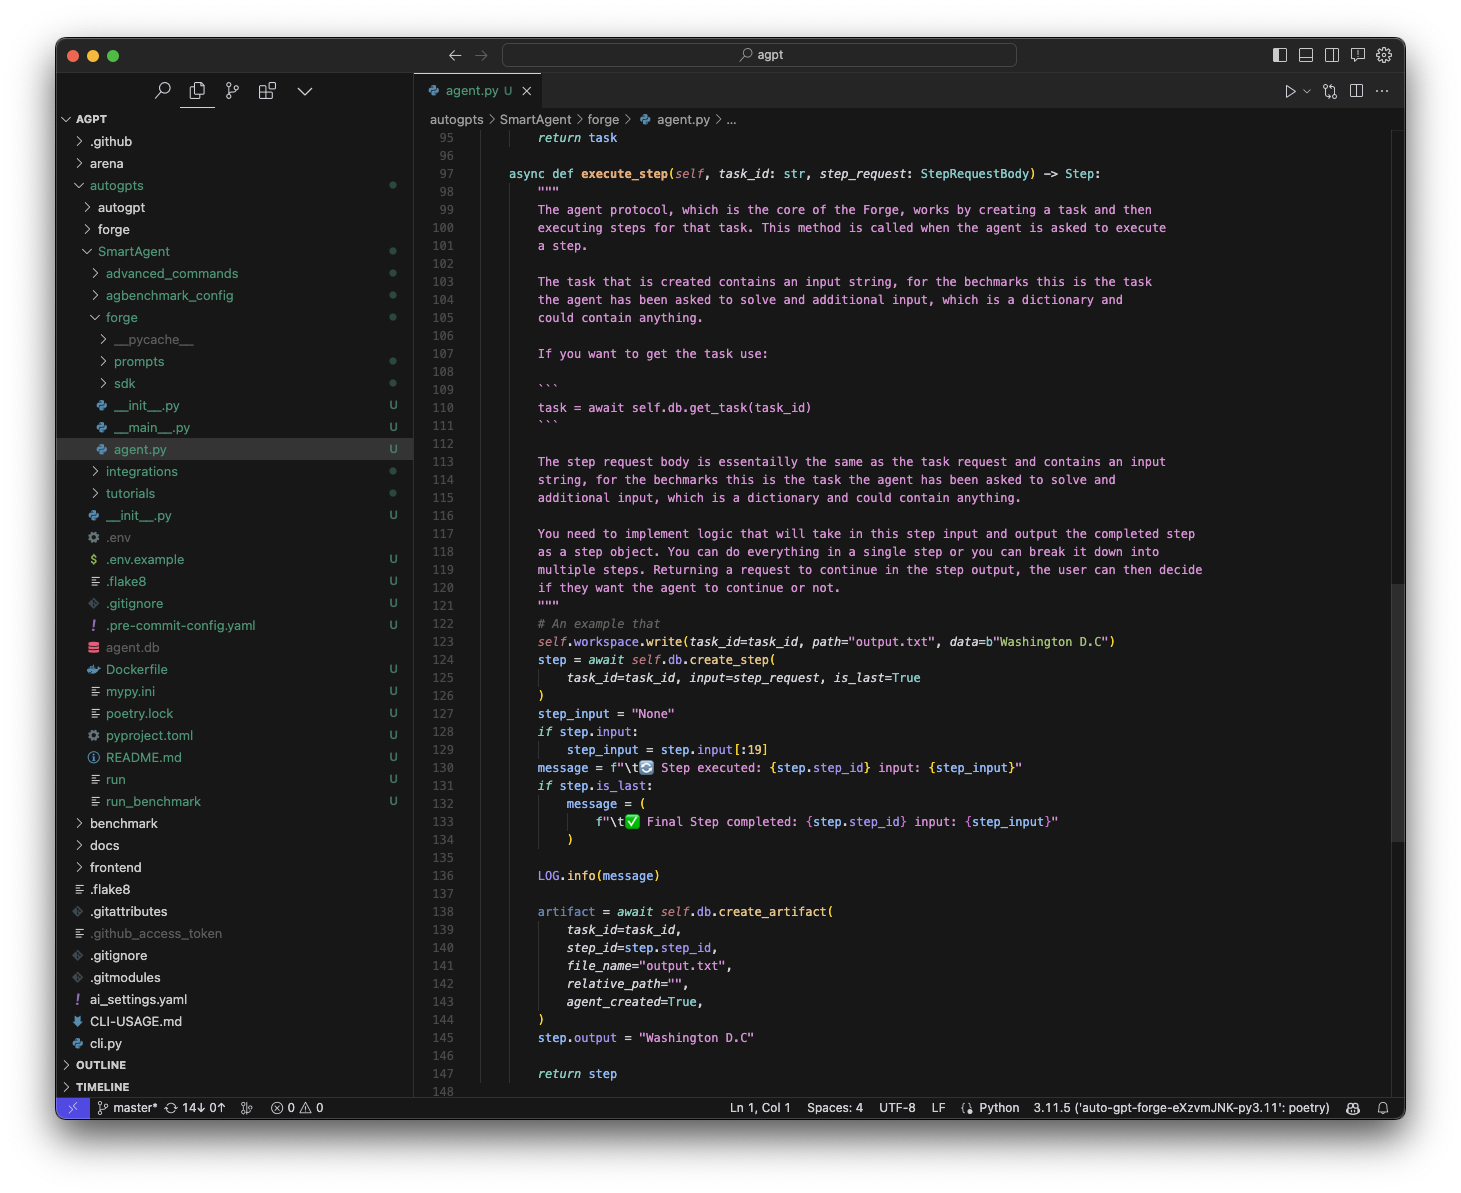 agpt
agent.py U
AGPT
autogpts > SmartAgent > forge > agent.py > ...
.github
arena
autogpts
autogpt
forge
SmartAgent
advanced_commands
agbenchmark_config
forge
__pycache__
prompts
sdk
__init__.py U
__main__.py U
agent.py U
integrations
tutorials
__init__.py U
.env
$ .env.example U
.flake8 U
.gitignore U
! .pre-commit-config.yaml U
agent.db
Dockerfile U
mypy.ini U
poetry.lock U
pyproject.toml U
README.md U
run U
run_benchmark U
benchmark
docs
frontend
.flake8
.gitattributes
.github_access_token
.gitignore
.gitmodules
! ai_settings.yaml
CLI-USAGE.md
cli.py
OUTLINE
TIMELINE
95 return task
96
97 async def execute_step(self, task_id: str, step_request: StepRequestBody) -> Step:
98 """
99 The agent protocol, which is the core of the Forge, works by creating a task and then
100 executing steps for that task. This method is called when the agent is asked to execute
101 a step.
102
103 The task that is created contains an input string, for the bechmarks this is the task
104 the agent has been asked to solve and additional input, which is a dictionary and
105 could contain anything.
106
107 If you want to get the task use:
108
109 ```
110 task = await self.db.get_task(task_id)
111 ```
112
113 The step request body is essentailly the same as the task request and contains an input
114 string, for the bechmarks this is the task the agent has been asked to solve and
115 additional input, which is a dictionary and could contain anything.
116
117 You need to implement logic that will take in this step input and output the completed step
118 as a step object. You can do everything in a single step or you can break it down into
119 multiple steps. Returning a request to continue in the step output, the user can then decide
120 if they want the agent to continue or not.
121 """
122 # An example that
123 self.workspace.write(task_id=task_id, path="output.txt", data=b"Washington D.C")
124 step = await self.db.create_step(
125 task_id=task_id, input=step_request, is_last=True
126 )
127 step_input = "None"
128 if step.input:
129 step_input = step.input[:19]
130 message = f"\t🔄 Step executed: {step.step_id} input: {step_input}"
131 if step.is_last:
132 message = (
133 f"\t✅ Final Step completed: {step.step_id} input: {step_input}"
134 )
135
136 LOG.info(message)
137
138 artifact = await self.db.create_artifact(
139 task_id=task_id,
140 step_id=step.step_id,
141 file_name="output.txt",
142 relative_path="",
143 agent_created=True,
144 )
145 step.output = "Washington D.C"
146
147 return step
148
master* 14↓ 0↑ 0 0 Ln 1, Col 1 Spaces: 4 UTF-8 LF Python 3.11.5 ('auto-gpt-forge-eXzvmJNK-py3.11': poetry)